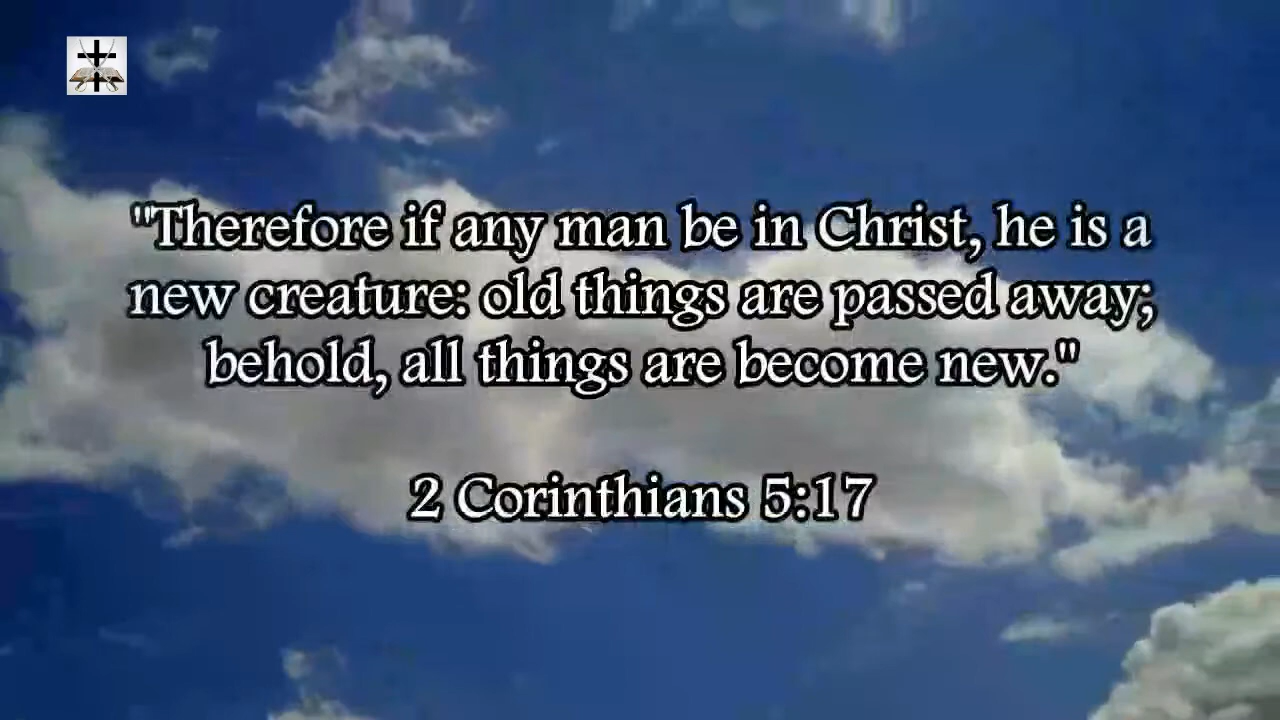 "Therefore if any man be in Christ, he is a
new creature: old things are passed away;
behold, all things are become new."
2 Corinthians 5:17